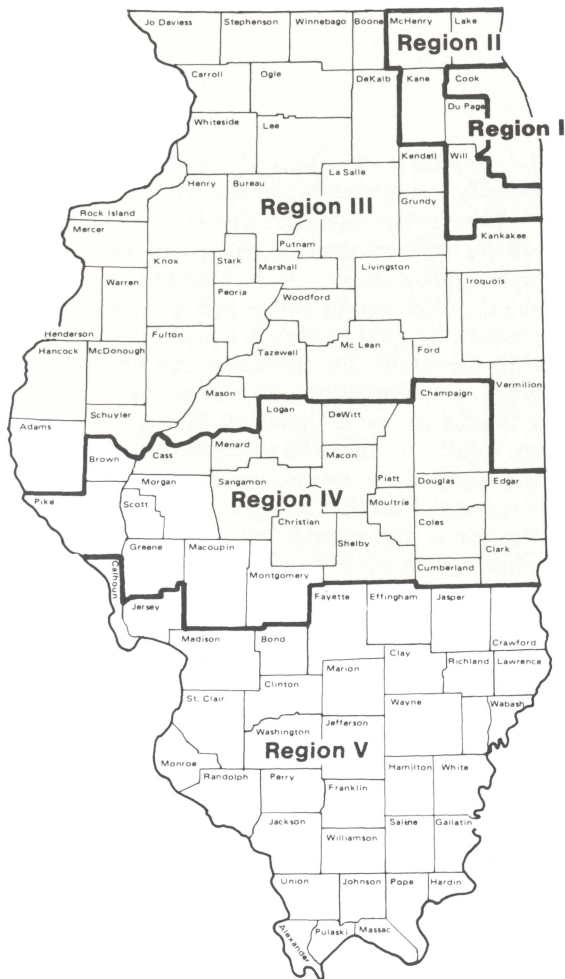 Jo Daviess Stephenson Winnebago Boone McHenry Lake
Region II
Carroll Ogle DeKalb Kane Cook
Du Page
Region I
Whiteside Lee
Kendall Will
La Salle
Henry Bureau
Region III
Grundy
Rock Island
Mercer
Putnam
Kankakee
Knox Stark Marshall Livingston
Warren
Iroquois
Peoria
Woodford
Henderson Fulton
Hancock McDonough
Tazewell Mc Lean Ford
Vermilion
Mason
Champaign
Schuyler
Logan DeWitt
Adams
Brown Cass Menard
Macon
Morgan Sangamon Piatt Douglas Edgar
Region IV
Pike
Scott
Moultrie
Christian
Coles
Shelby
Greene Macoupin
Clark
Cumberland
Calhoun
Montgomery
Jersey
Fayette Effingham Jasper
Crawford
Madison Bond
Clay
Richland Lawrence
Marion
Clinton
St. Clair
Wayne
Wabash
Jefferson
Washington
Region V
Monroe
Hamilton White
Randolph Perry
Franklin
Jackson
Saline Gallatin
Williamson
Union Johnson Pope Hardin
Alexander
Pulaski Massac